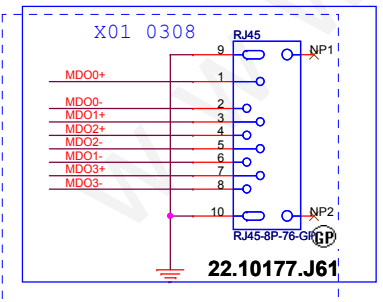 X01 0308
RJ45
9
NP1
MDO0+ 1
MDO0- 2
MDO1+ 3
MDO2+ 4
MDO2- 5
MDO1- 6
MDO3+ 7
MDO3- 8
10
NP2
RJ45-8P-76-GP
GP
22.10177.J61